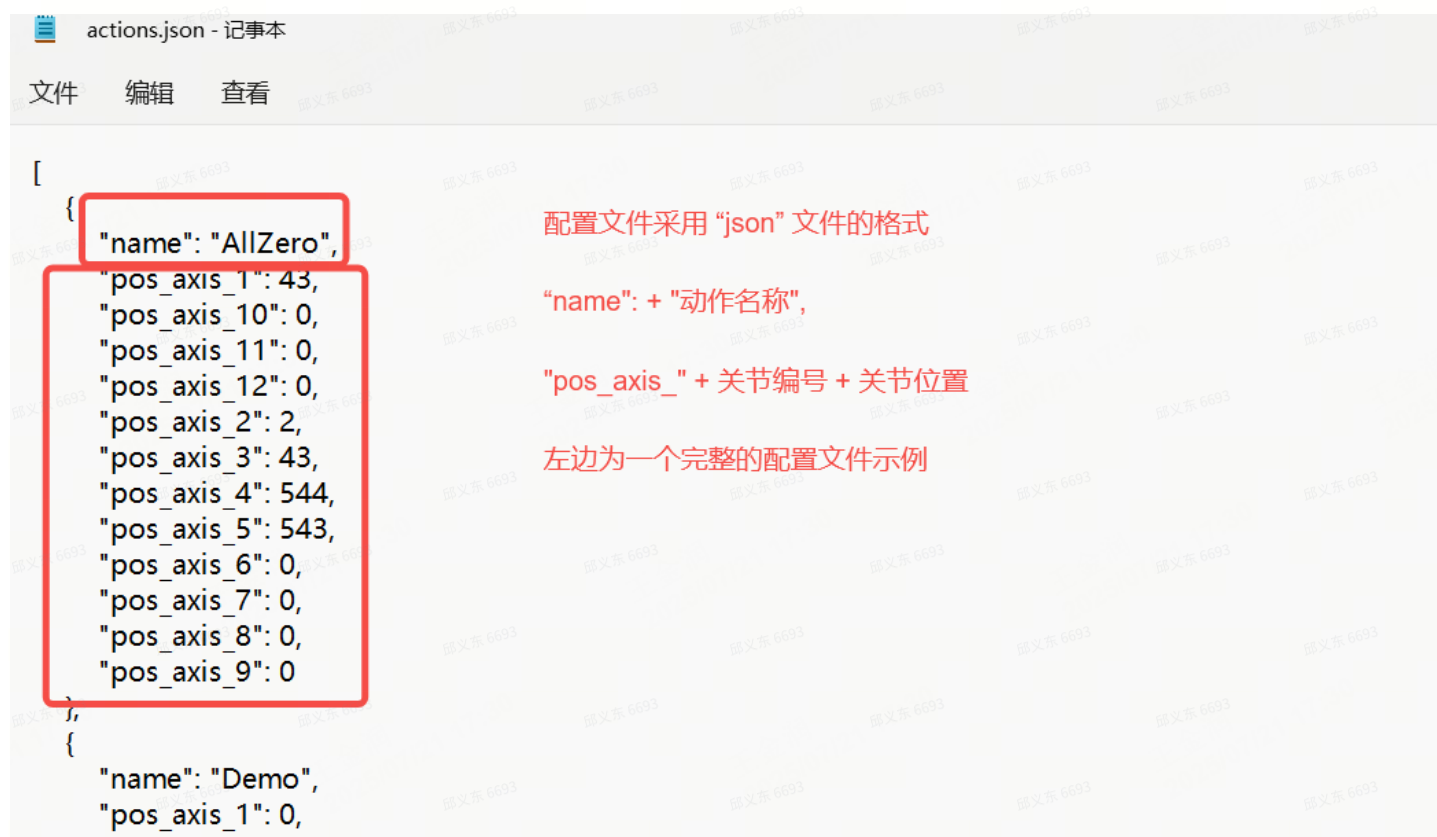 actions.json - 记事本
文件 编辑 查看
[
{
"name": "AllZero",
"pos_axis_1": 43,
"pos_axis_10": 0,
"pos_axis_11": 0,
"pos_axis_12": 0,
"pos_axis_2": 2,
"pos_axis_3": 43,
"pos_axis_4": 544,
"pos_axis_5": 543,
"pos_axis_6": 0,
"pos_axis_7": 0,
"pos_axis_8": 0,
"pos_axis_9": 0
},
{
"name": "Demo",
"pos_axis_1": 0,
配置文件采用 “json” 文件的格式
“name": + "动作名称",
"pos_axis_" + 关节编号 + 关节位置
左边为一个完整的配置文件示例
邱义东 6693